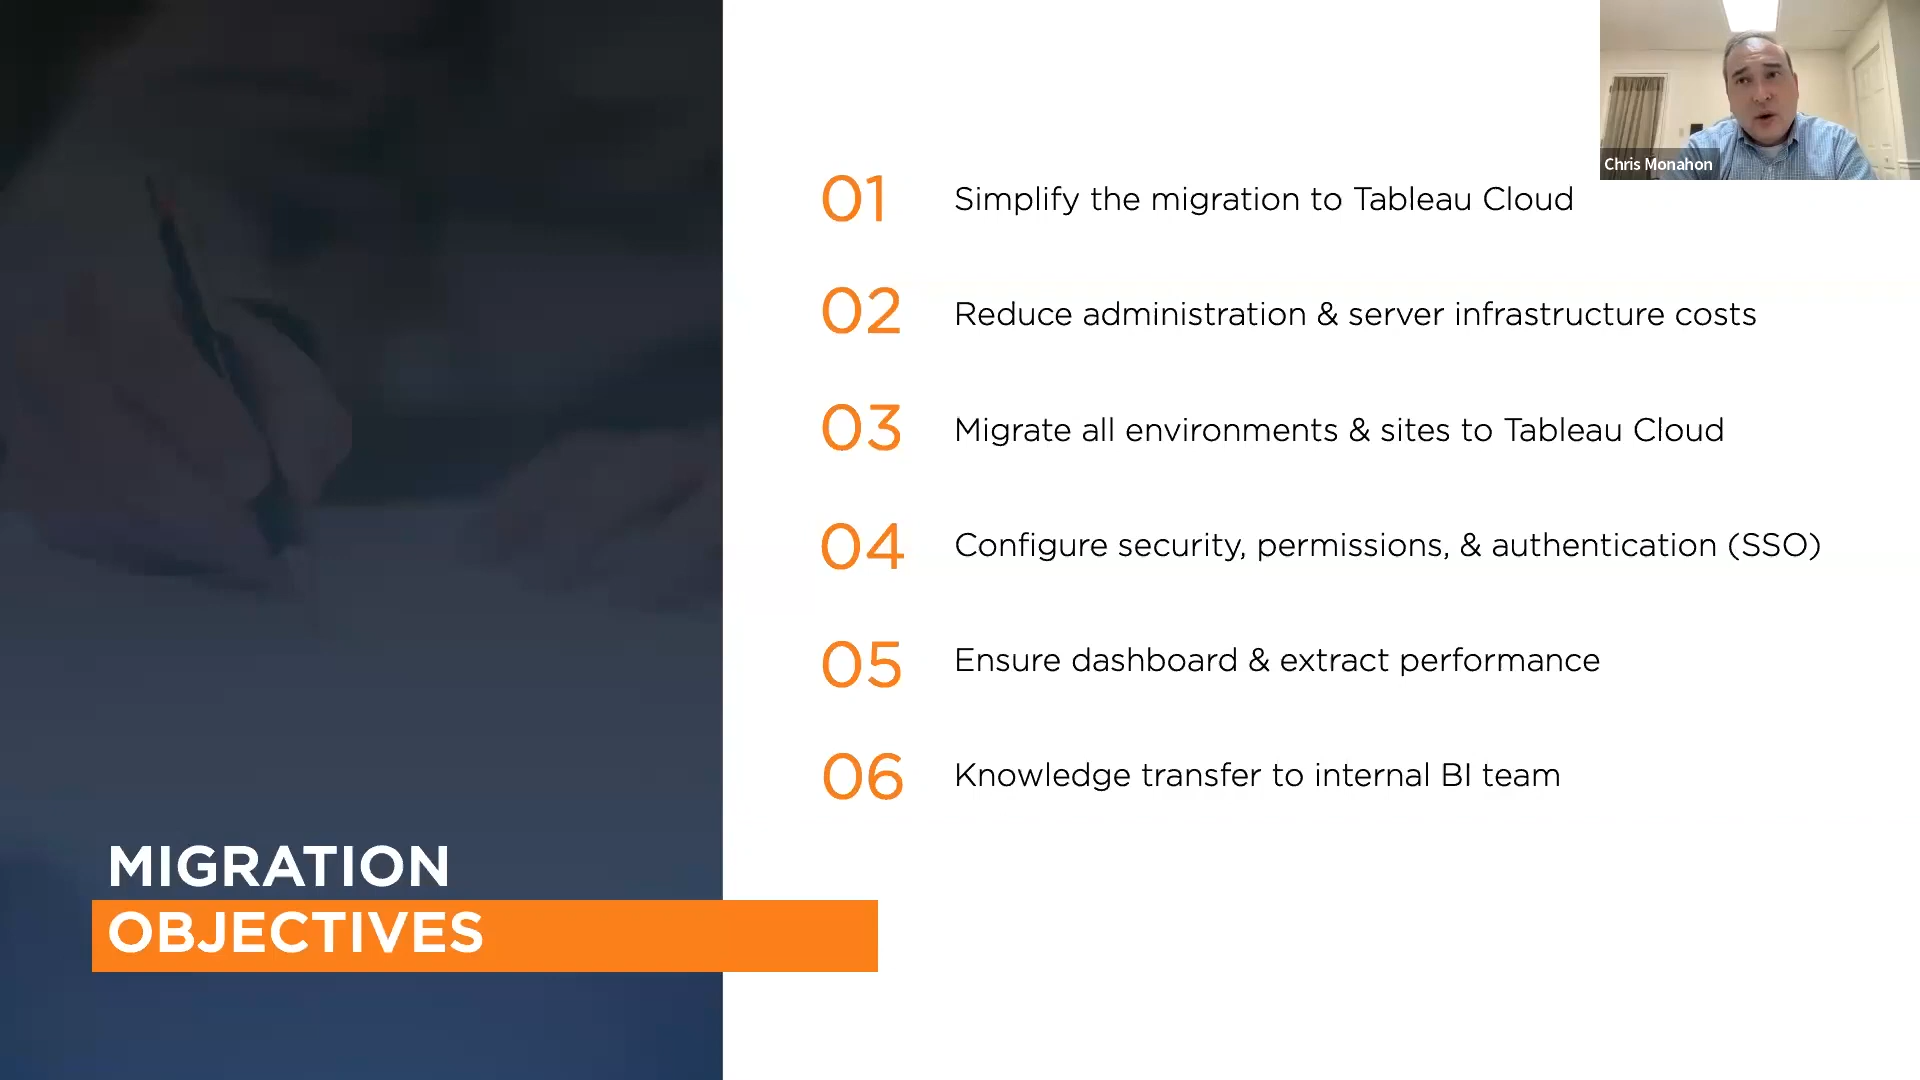 Chris Monahon
01 Simplify the migration to Tableau Cloud
02 Reduce administration & server infrastructure costs
03 Migrate all environments & sites to Tableau Cloud
04 Configure security, permissions, & authentication (SSO)
05 Ensure dashboard & extract performance
06 Knowledge transfer to internal BI team
MIGRATION
OBJECTIVES